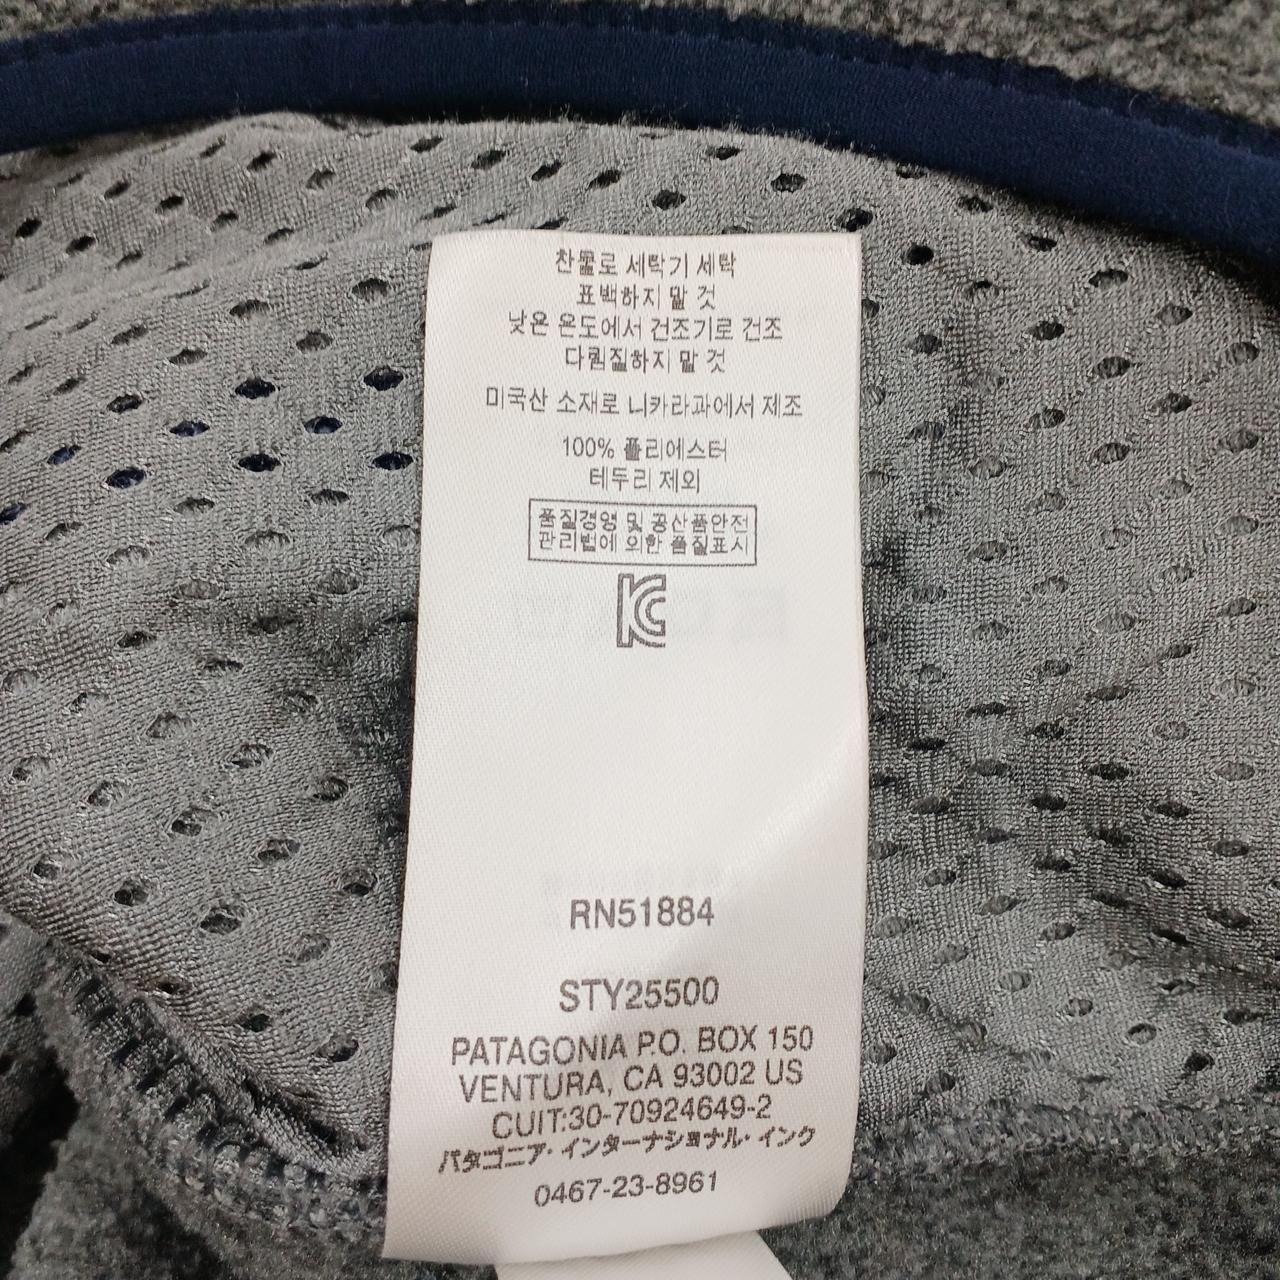 찬물로 세탁기 세탁
표백하지 말 것
낮은 온도에서 건조기로 건조
다림질하지 말 것
미국산 소재로 니카라과에서 제조
100% 폴리에스터
테두리 제외
품질경영 및 공산품안전
관리법에 의한 품질표시
KC
RN51884
STY25500
PATAGONIA P.O. BOX 150
VENTURA, CA 93002 US
CUIT:30-70924649-2
パタゴニア・インターナショナル・インク
0467-23-8961